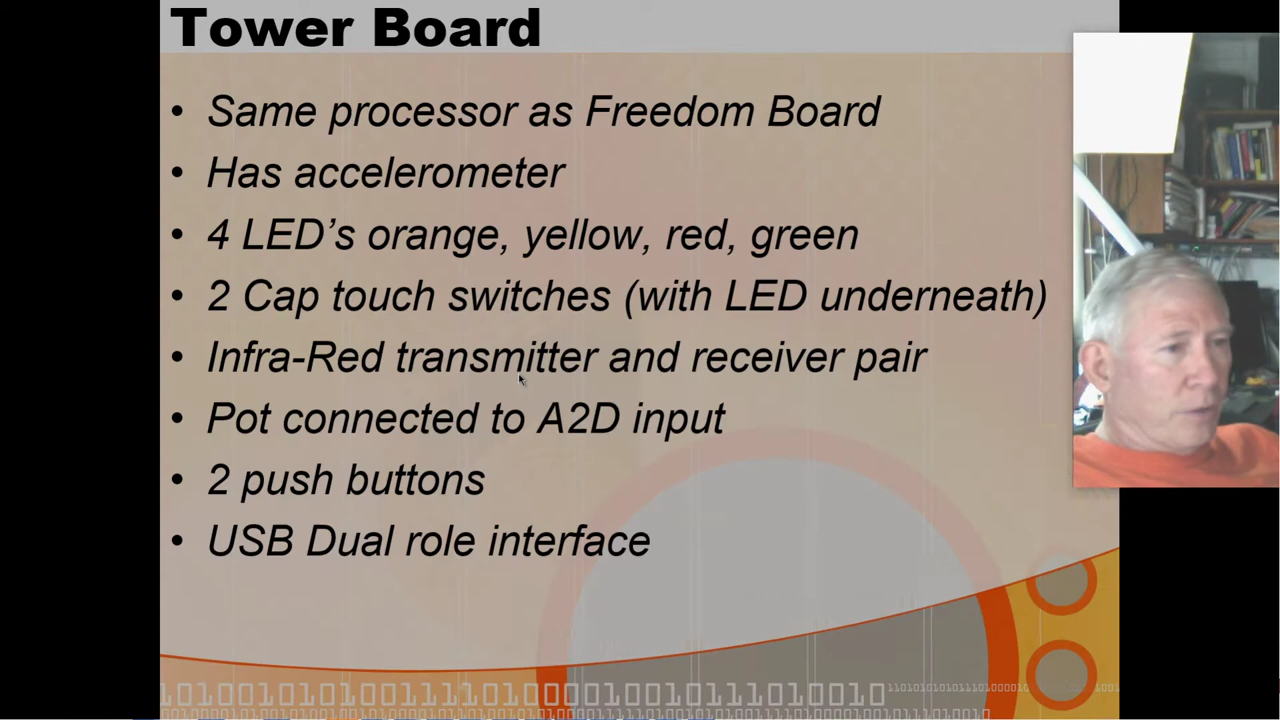 Tower Board
• Same processor as Freedom Board
• Has accelerometer
• 4 LED’s orange, yellow, red, green
• 2 Cap touch switches (with LED underneath)
• Infra-Red transmitter and receiver pair
• Pot connected to A2D input
• 2 push buttons
• USB Dual role interface